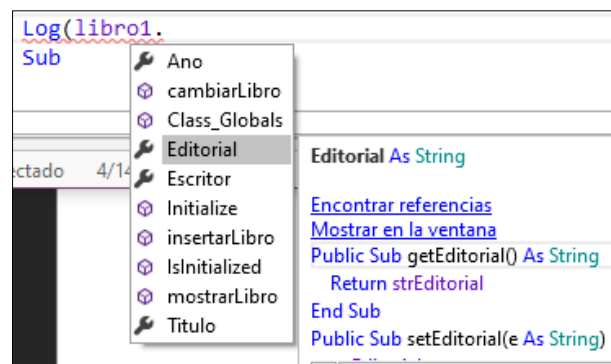 Log(libro1.
Sub
Ano
cambiarLibro
Class_Globals
Editorial
Escritor
Initialize
insertarLibro
IsInitialized
mostrarLibro
Titulo
ectado 4/14
Editorial As String
Encontrar referencias
Mostrar en la ventana
Public Sub getEditorial() As String
Return strEditorial
End Sub
Public Sub setEditorial(e As String)